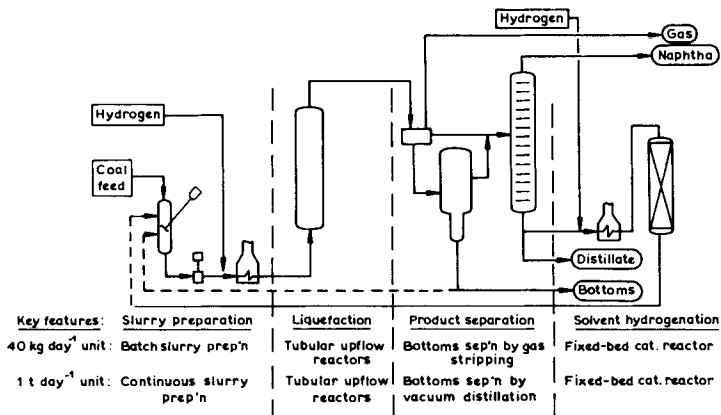 Hydrogen
Gas
Naphtha
Hydrogen
Coal
feed
Distillate
Bottoms
Key features: Slurry preparation Liquefaction Product separation Solvent hydrogenation
40 kg day⁻¹ unit: Batch slurry prep'n Tubular upflow reactors Bottoms sep'n by gas stripping Fixed-bed cat. reactor
1 t day⁻¹ unit: Continuous slurry prep'n Tubular upflow reactors Bottoms sep'n by vacuum distillation Fixed-bed cat. reactor